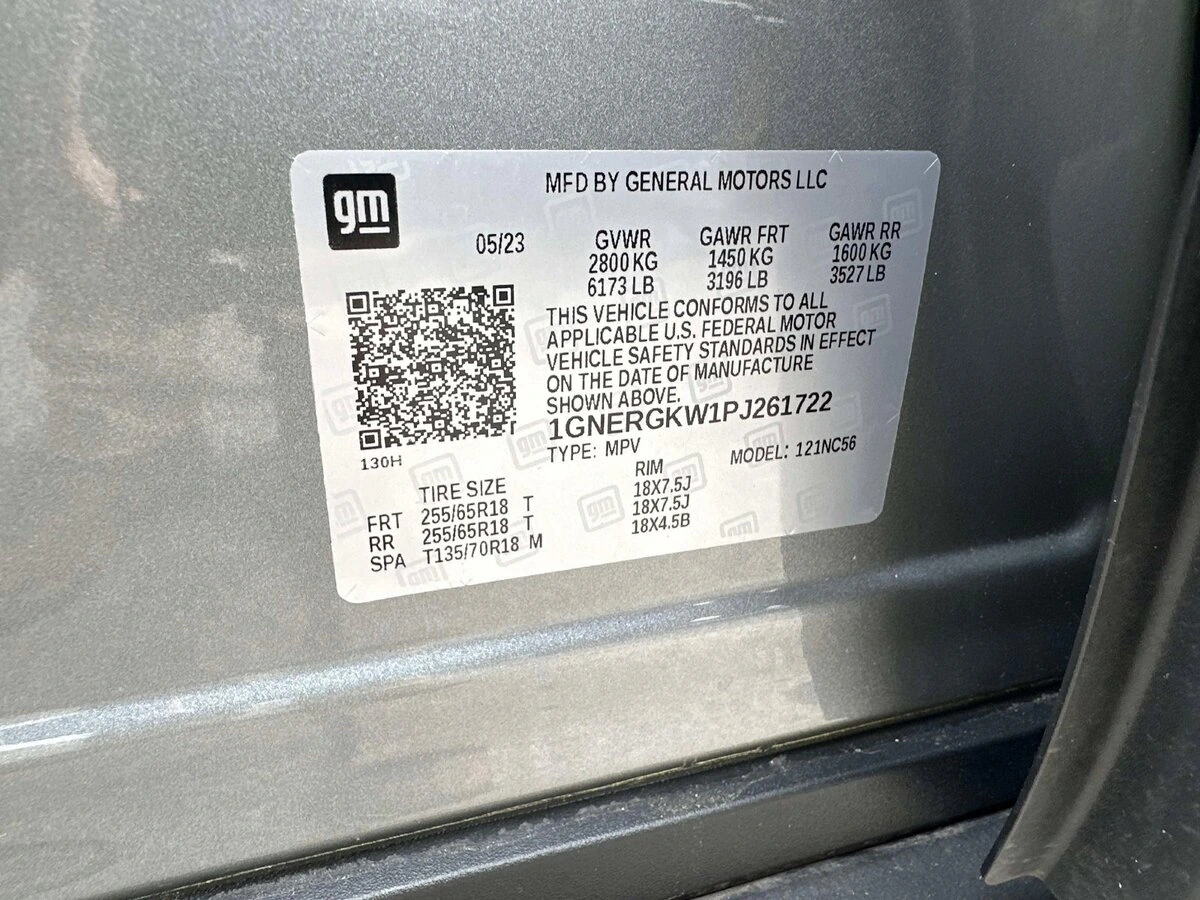 gm
MFD BY GENERAL MOTORS LLC
05/23
GVWR GAWR FRT GAWR RR
2800 KG 1450 KG 1600 KG
6173 LB 3196 LB 3527 LB
THIS VEHICLE CONFORMS TO ALL
APPLICABLE U.S. FEDERAL MOTOR
VEHICLE SAFETY STANDARDS IN EFFECT
ON THE DATE OF MANUFACTURE
SHOWN ABOVE.
1GNERGKW1PJ261722
TYPE: MPV MODEL: 121NC56
130H
TIRE SIZE RIM
FRT 255/65R18 T 18X7.5J
RR 255/65R18 T 18X7.5J
SPA T135/70R18 M 18X4.5B